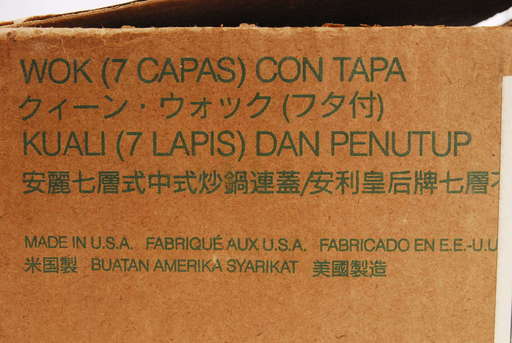 WOK (7 CAPAS) CON TAPA
クィーン・ウォック (フタ付)
KUALI (7 LAPIS) DAN PENUTUP
安麗七層式中式炒鍋連蓋/安利皇后牌七層
MADE IN U.S.A. FABRIQUÉ AUX U.S.A. FABRICADO EN E.E.-U.U
米国製 BUATAN AMERIKA SYARIKAT 美國製造